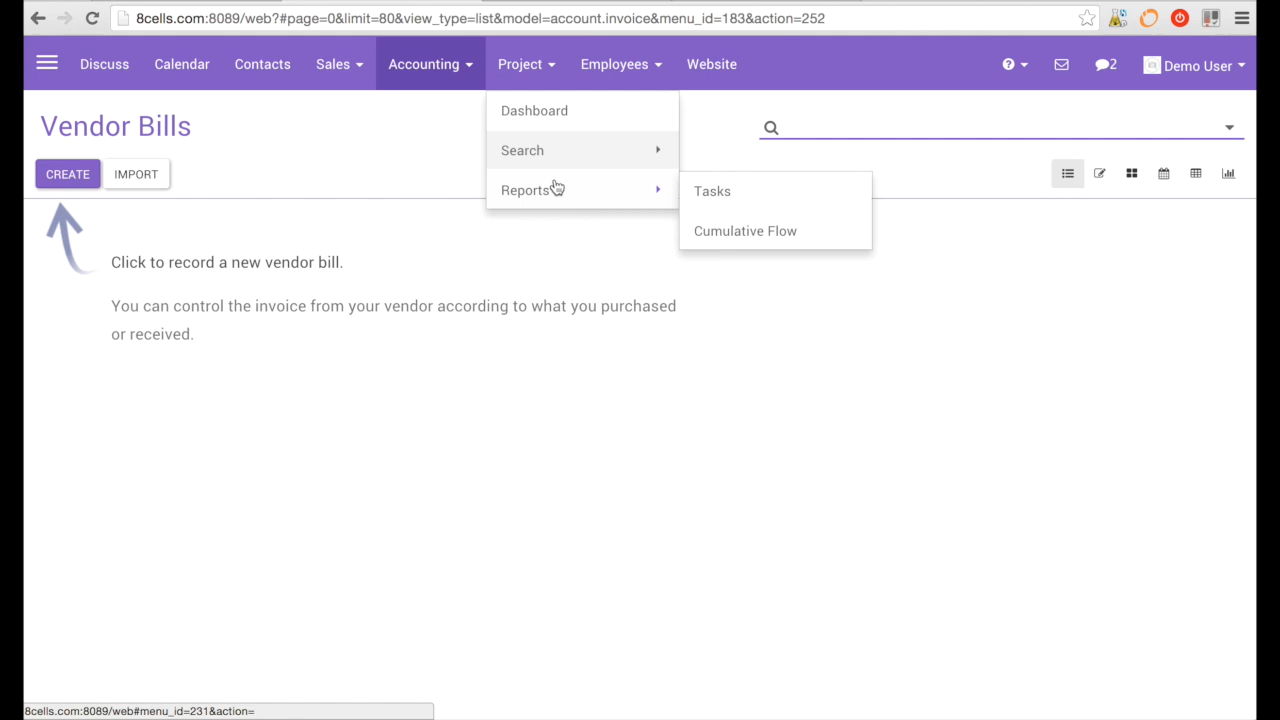 8cells.com:8089/web?#page=0&limit=80&view_type=list&model=account.invoice&menu_id=183&action=252
Discuss Calendar Contacts Sales Accounting Project Employees Website 2 Demo User
Dashboard
Vendor Bills
Search
CREATE IMPORT
Reports
Tasks
Cumulative Flow
Click to record a new vendor bill.
You can control the invoice from your vendor according to what you purchased
or received.
8cells.com:8089/web#menu_id=231&action=